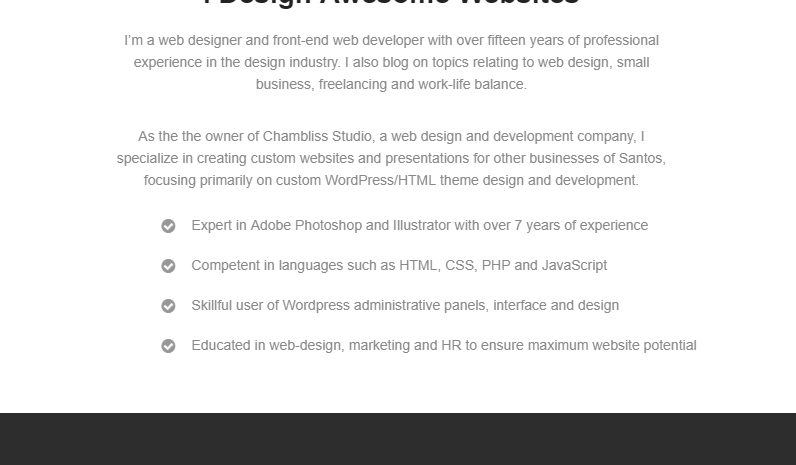 I Design Awesome Websites
I'm a web designer and front-end web developer with over fifteen years of professional
experience in the design industry. I also blog on topics relating to web design, small
business, freelancing and work-life balance.
As the the owner of Chambliss Studio, a web design and development company, I
specialize in creating custom websites and presentations for other businesses of Santos,
focusing primarily on custom WordPress/HTML theme design and development.
Expert in Adobe Photoshop and Illustrator with over 7 years of experience
Competent in languages such as HTML, CSS, PHP and JavaScript
Skillful user of Wordpress administrative panels, interface and design
Educated in web-design, marketing and HR to ensure maximum website potential